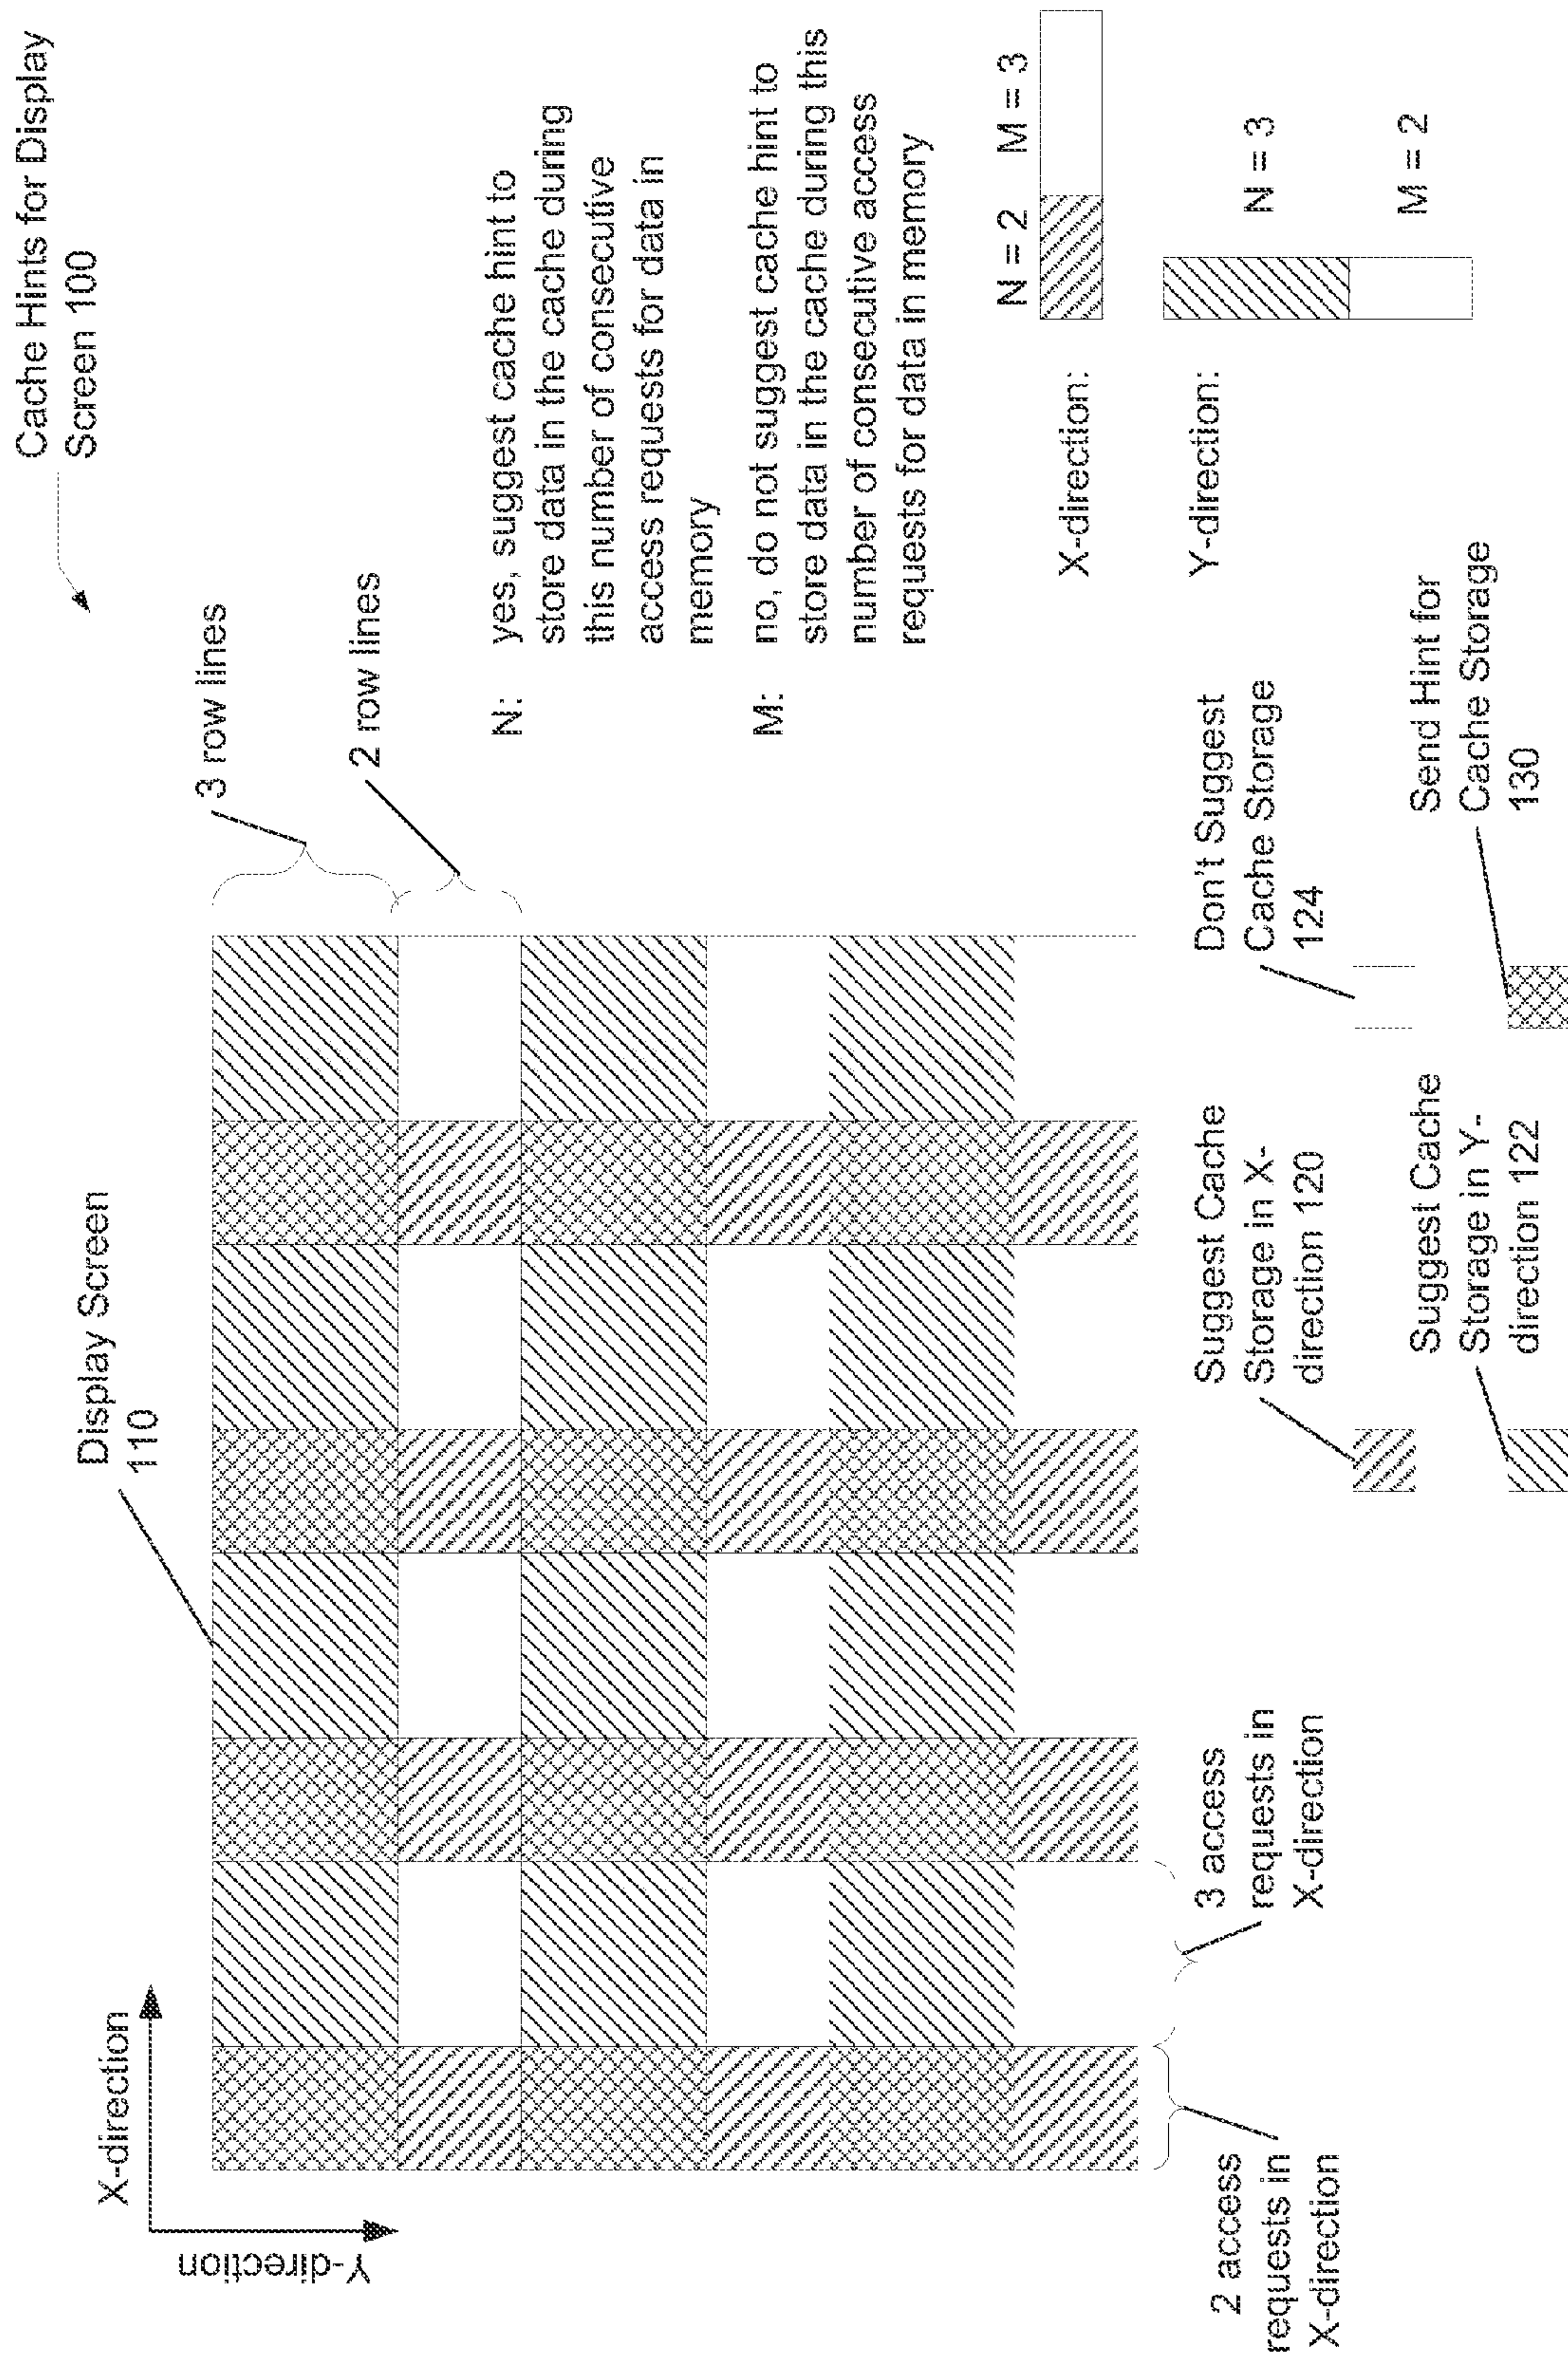 Cache Hints for Display
Screen 100
X-direction
Y-direction
Display Screen
110
3 row lines
2 row lines
N:
yes, suggest cache hint to
store data in the cache during
this number of consecutive
access requests for data in
memory
M:
no, do not suggest cache hint to
store data in the cache during this
number of consecutive access
requests for data in memory
X-direction:
N = 2
M = 3
Y-direction:
N = 3
M = 2
2 access
requests in
X-direction
3 access
requests in
X-direction
Suggest Cache
Storage in X-
direction 120
Don't Suggest
Cache Storage
124
Suggest Cache
Storage in Y-
direction 122
Send Hint for
Cache Storage
130